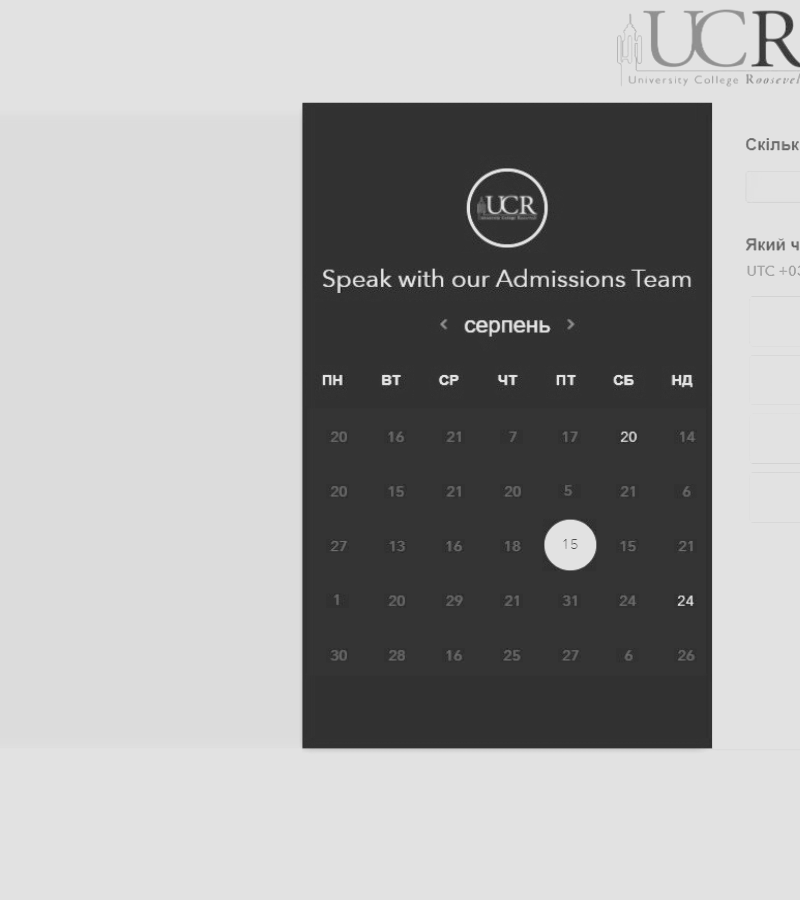 UCR
University College Roosevel
Скільк
UCR
Speak with our Admissions Team
Який ч
UTC +03
< серпень >
ПН ВТ СР ЧТ ПТ СБ НД
20 16 21 7 17 20 14
20 15 21 20 5 21 6
27 13 16 18 15 15 21
1 20 29 21 31 24 24
30 28 16 25 27 6 26